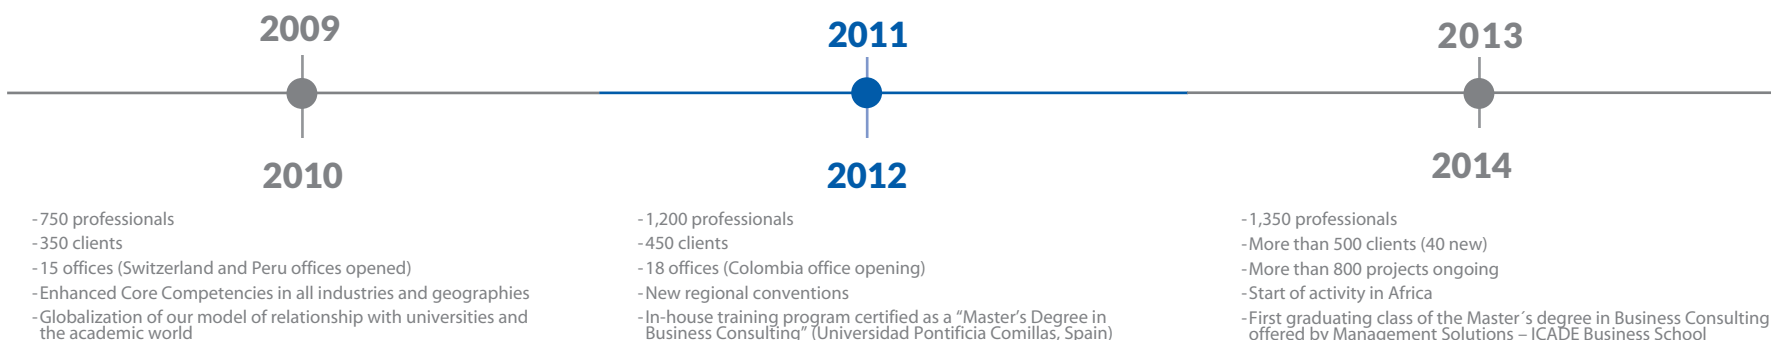 2009
2010
-750 professionals
-350 clients
-15 offices (Switzerland and Peru offices opened)
-Enhanced Core Competencies in all industries and geographies
-Globalization of our model of relationship with universities and
the academic world
2011
2012
-1,200 professionals
-450 clients
-18 offices (Colombia office opening)
-New regional conventions
-In-house training program certified as a “Master’s Degree in
Business Consulting” (Universidad Pontificia Comillas, Spain)
2013
2014
-1,350 professionals
-More than 500 clients (40 new)
-More than 800 projects ongoing
-Start of activity in Africa
-First graduating class of the Master´s degree in Business Consulting
offered by Management Solutions – ICADE Business School